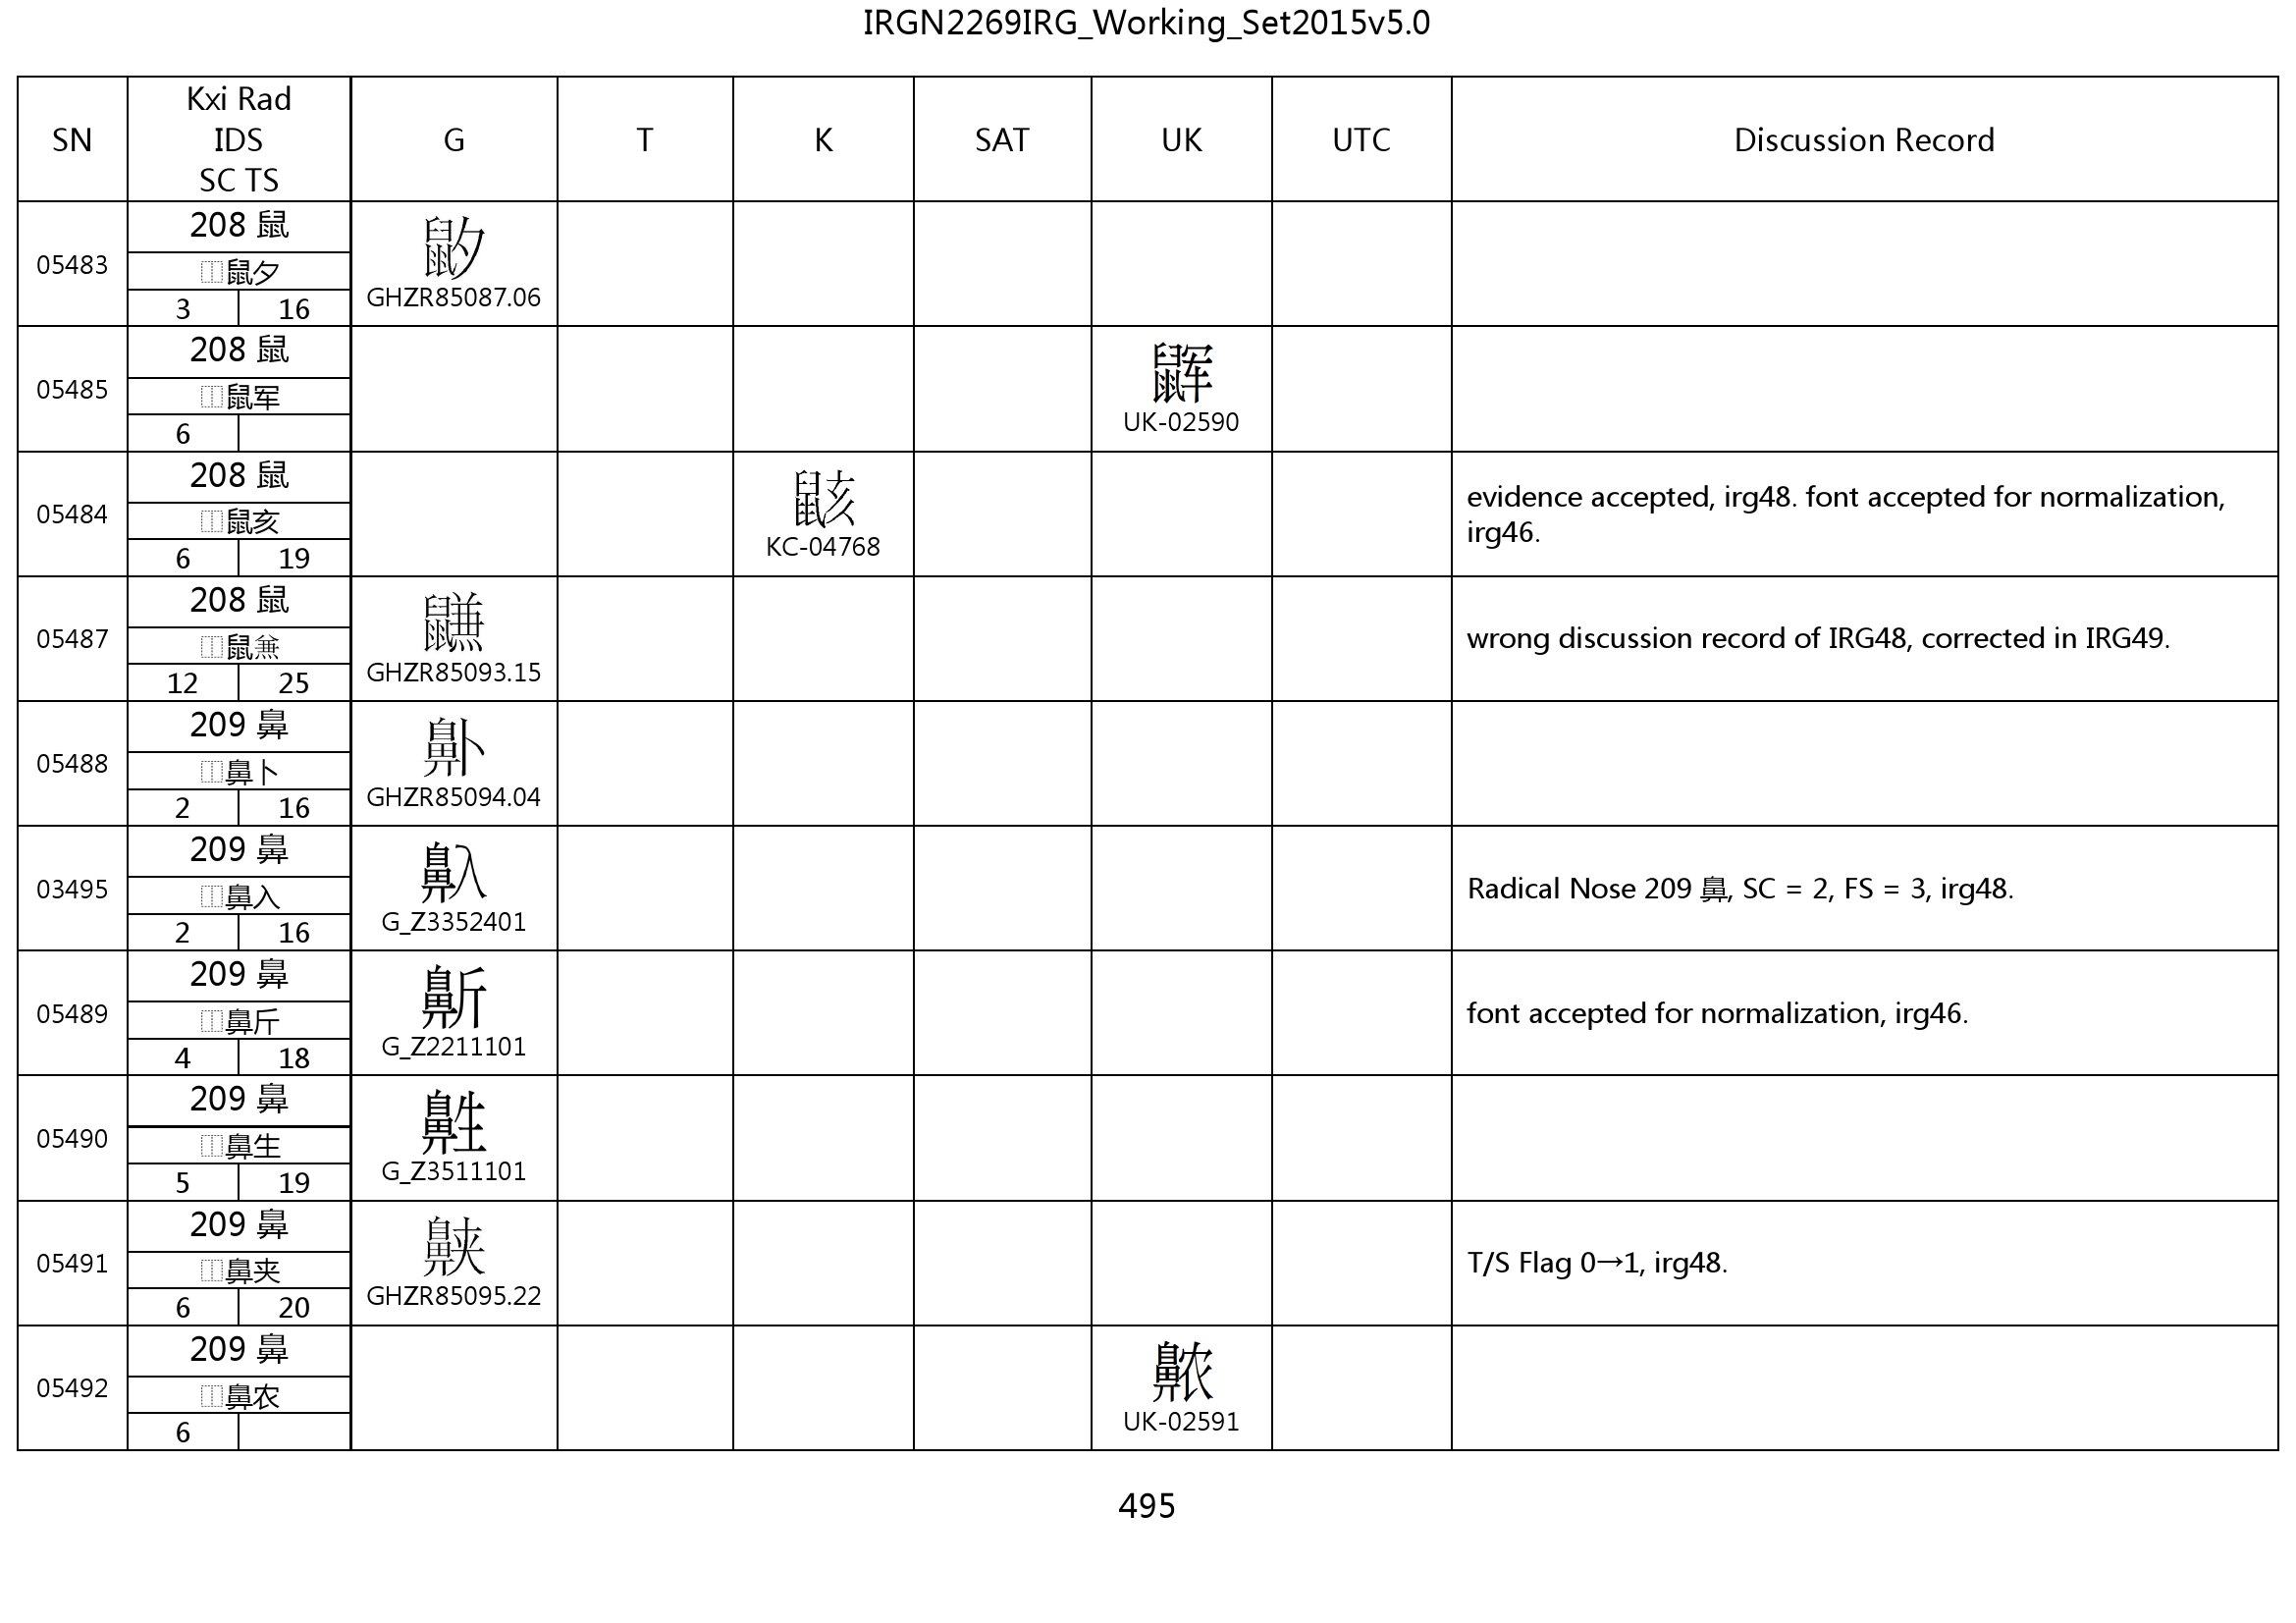 IRGN2269IRG_Working_Set2015v5.0
SN
Kxi Rad
IDS
SC TS
G
T
K
SAT
UK
UTC
Discussion Record
05483
208 鼠
⿰鼠夕
3
16
GHZR85087.06
05485
208 鼠
⿰鼠军
6
UK-02590
05484
208 鼠
⿰鼠亥
6
19
KC-04768
evidence accepted, irg48. font accepted for normalization,
irg46.
05487
208 鼠
⿰鼠𤋎
12
25
GHZR85093.15
wrong discussion record of IRG48, corrected in IRG49.
05488
209 鼻
⿰鼻卜
2
16
GHZR85094.04
03495
209 鼻
⿰鼻入
2
16
G_Z3352401
Radical Nose 209 鼻, SC = 2, FS = 3, irg48.
05489
209 鼻
⿰鼻斤
4
18
G_Z2211101
font accepted for normalization, irg46.
05490
209 鼻
⿰鼻生
5
19
G_Z3511101
05491
209 鼻
⿰鼻夹
6
20
GHZR85095.22
T/S Flag 0→1, irg48.
05492
209 鼻
⿰鼻农
6
UK-02591
495